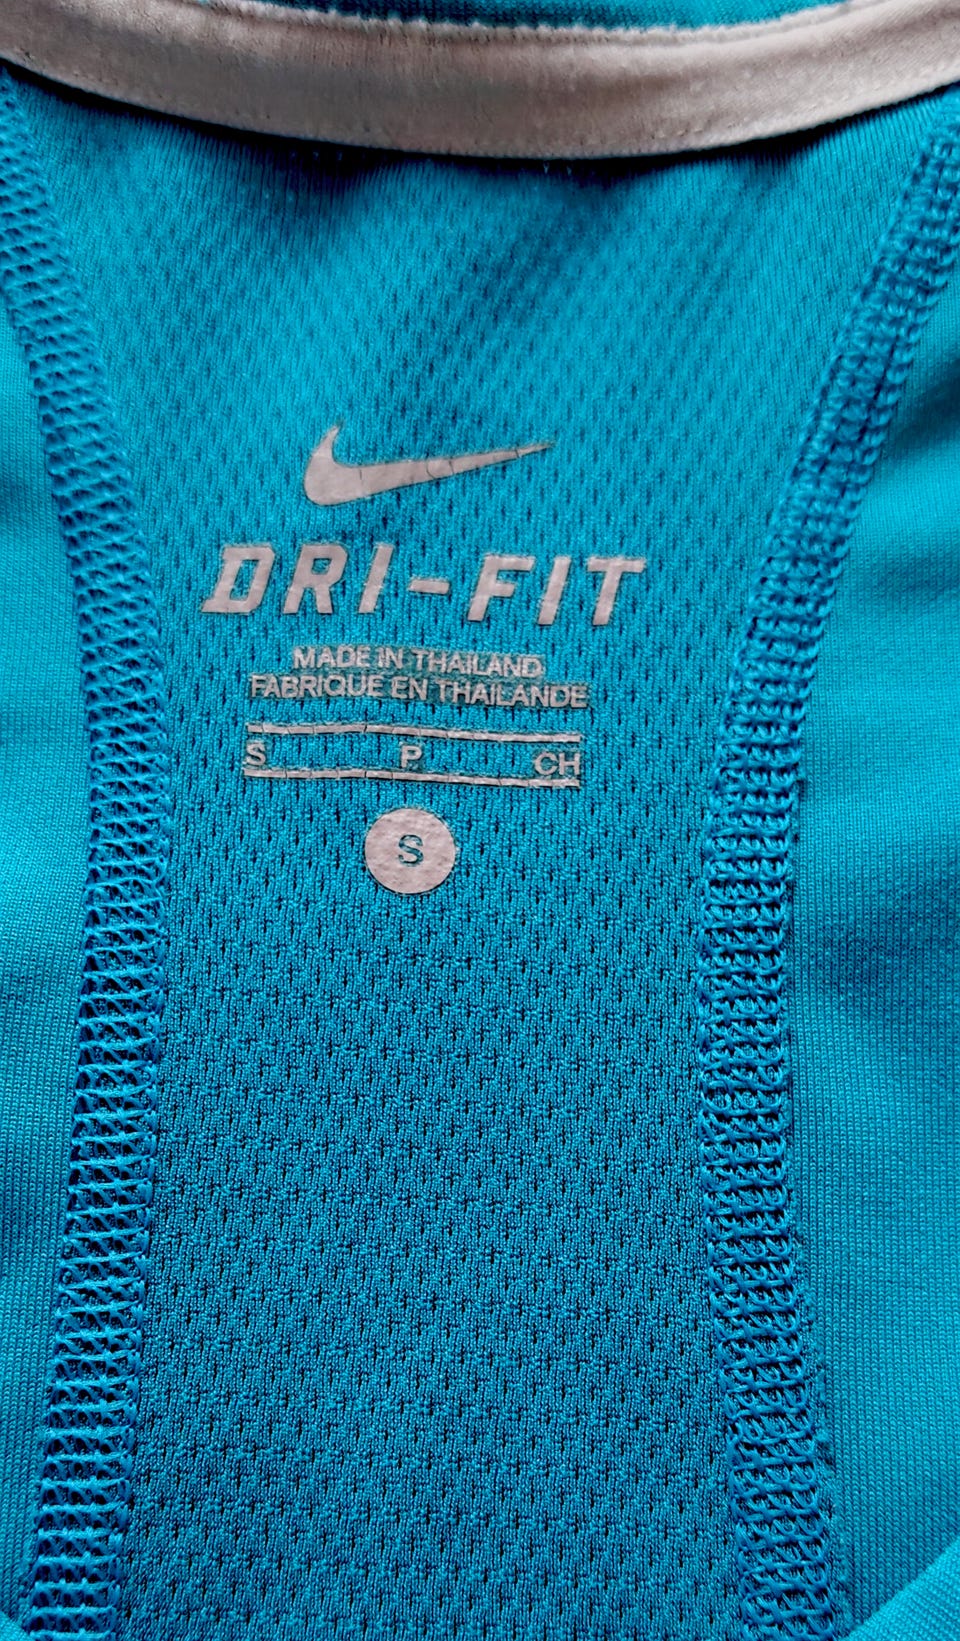 DRI-FIT
MADE IN THAILAND
FABRIQUE EN THAILANDE
S P CH
S